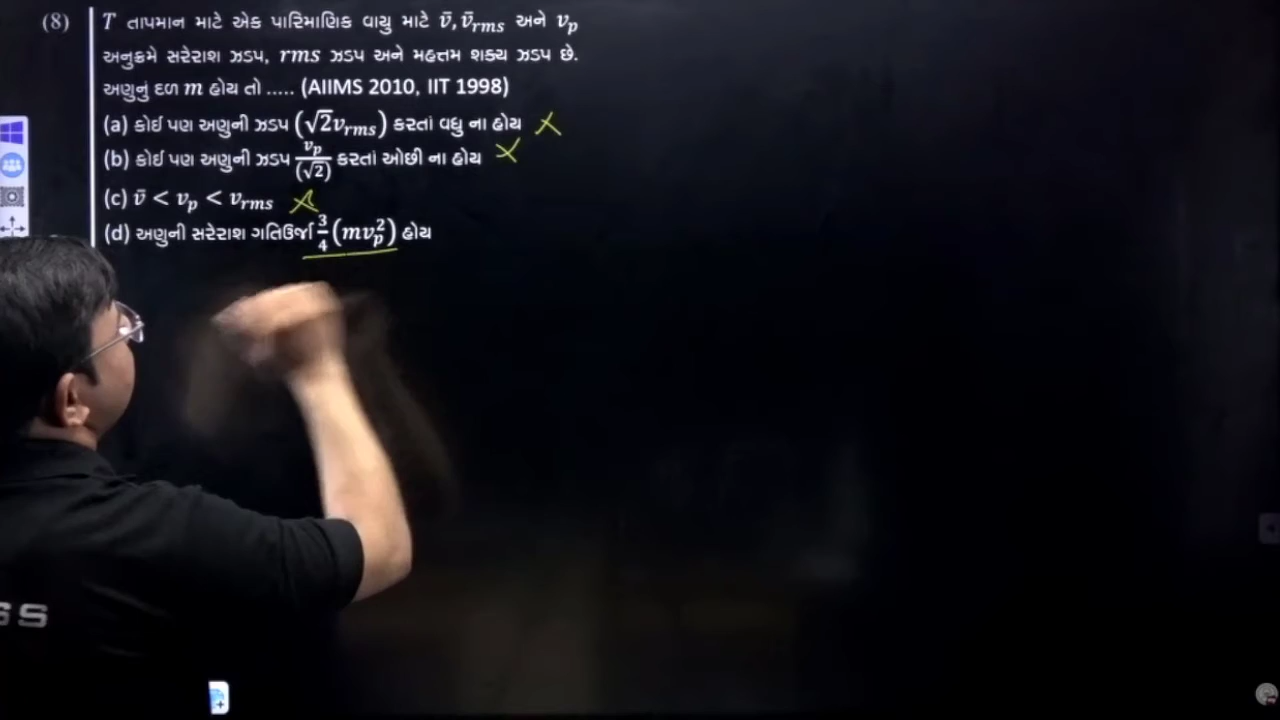 (8) T તાપમાન માટે એક પારિમાણિક વાયુ માટે v̄, v̄rms અને vp
અનુક્રમે સરેરાશ ઝડપ, rms ઝડપ અને મહત્તમ શક્ય ઝડપ છે.
અણુનું દળ m હોય તો ..... (AIIMS 2010, IIT 1998)
(a) કોઈ પણ અણુની ઝડપ (√2vrms) કરતાં વધુ ના હોય ×
(b) કોઈ પણ અણુની ઝડપ vp/(√2) કરતાં ઓછી ના હોય ×
(c) v̄ < vp < vrms ×
(d) અણુની સરેરાશ ગતિઉર્જા 3/4(mvp²) હોય
SS